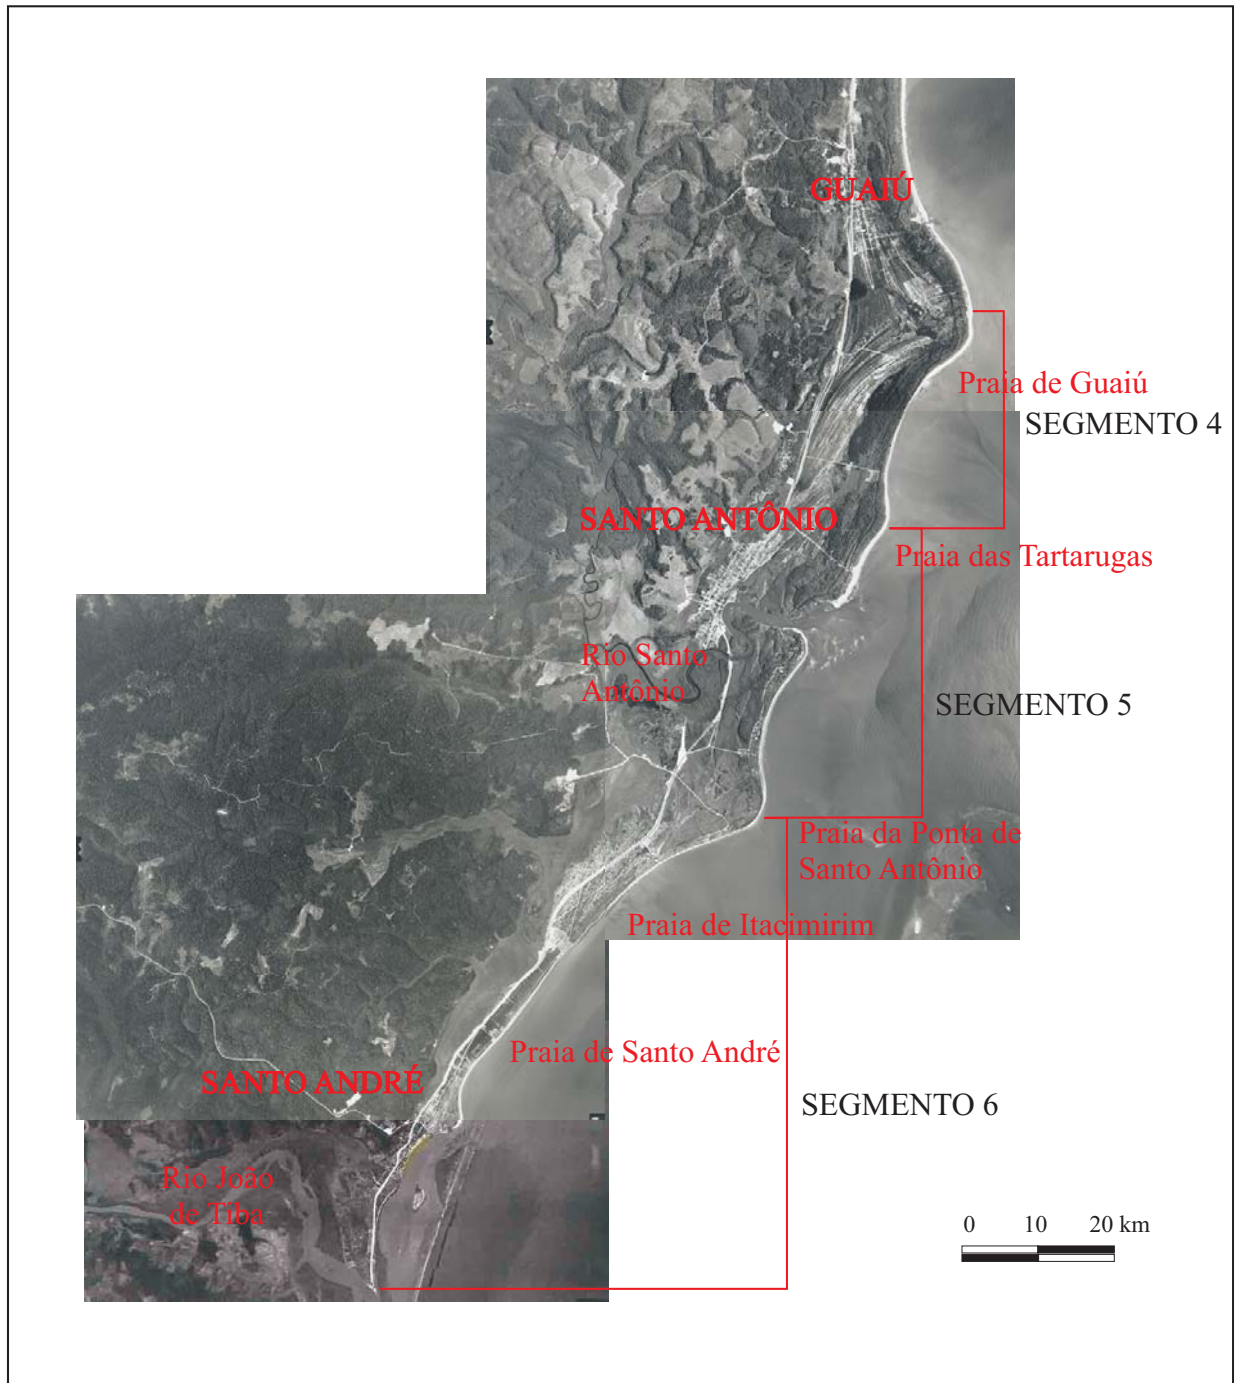 GUAIÚ
Praia de Guaiú
SEGMENTO 4
SANTO ANTÔNIO
Praia das Tartarugas
Rio Santo
Antônio
SEGMENTO 5
Praia da Ponta de
Santo Antônio
Praia de Itacimirim
Praia de Santo André
SANTO ANDRÉ
SEGMENTO 6
Rio João
de Tiba
0 10 20 km